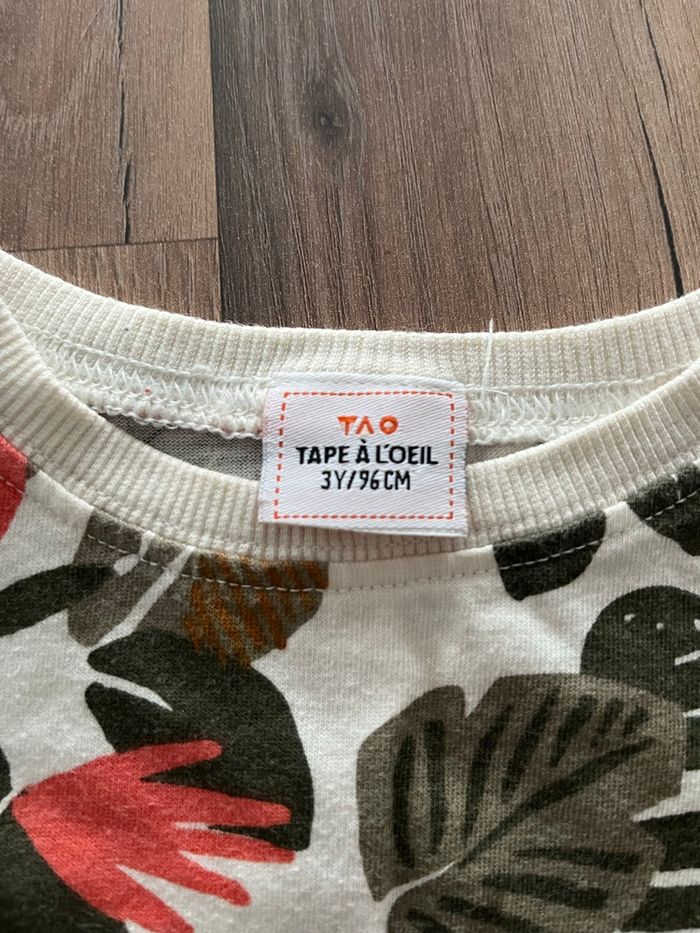 TAO
TAPE À L'OEIL
3Y/96CM